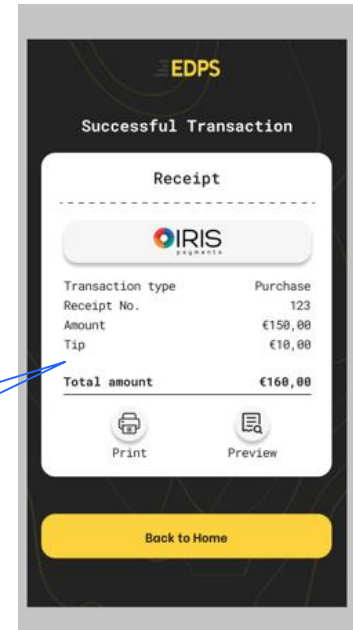 EDPS
Successful Transaction
Receipt
IRIS
payments
Transaction type Purchase
Receipt No. 123
Amount €150,00
Tip €10,00
Total amount €160,00
Print Preview
Back to Home